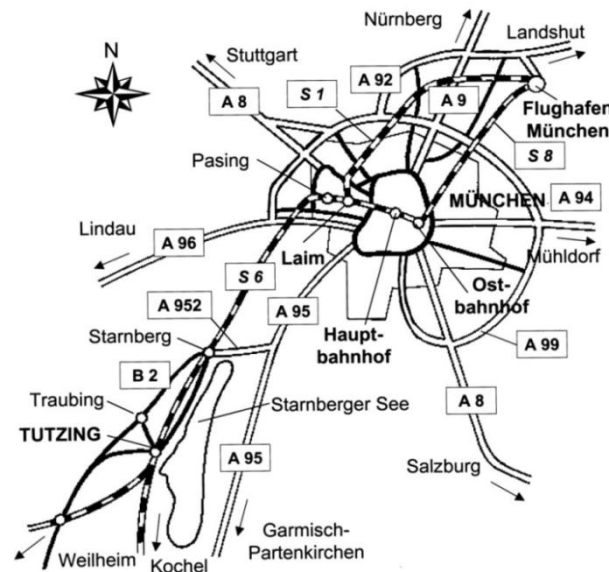 Nürnberg
Landshut
N
Stuttgart
A 92
S 1
A 9
A 8
Flughafen
München
S 8
Pasing
MÜNCHEN
A 94
Lindau
A 96
Laim
Mühldorf
S 6
Ost-
bahnhof
A 952
A 95
Haupt-
bahnhof
A 99
Starnberg
B 2
A 8
Traubing
Starnberger See
TUTZING
A 95
Salzburg
Garmisch-
Partenkirchen
Weilheim
Kochel